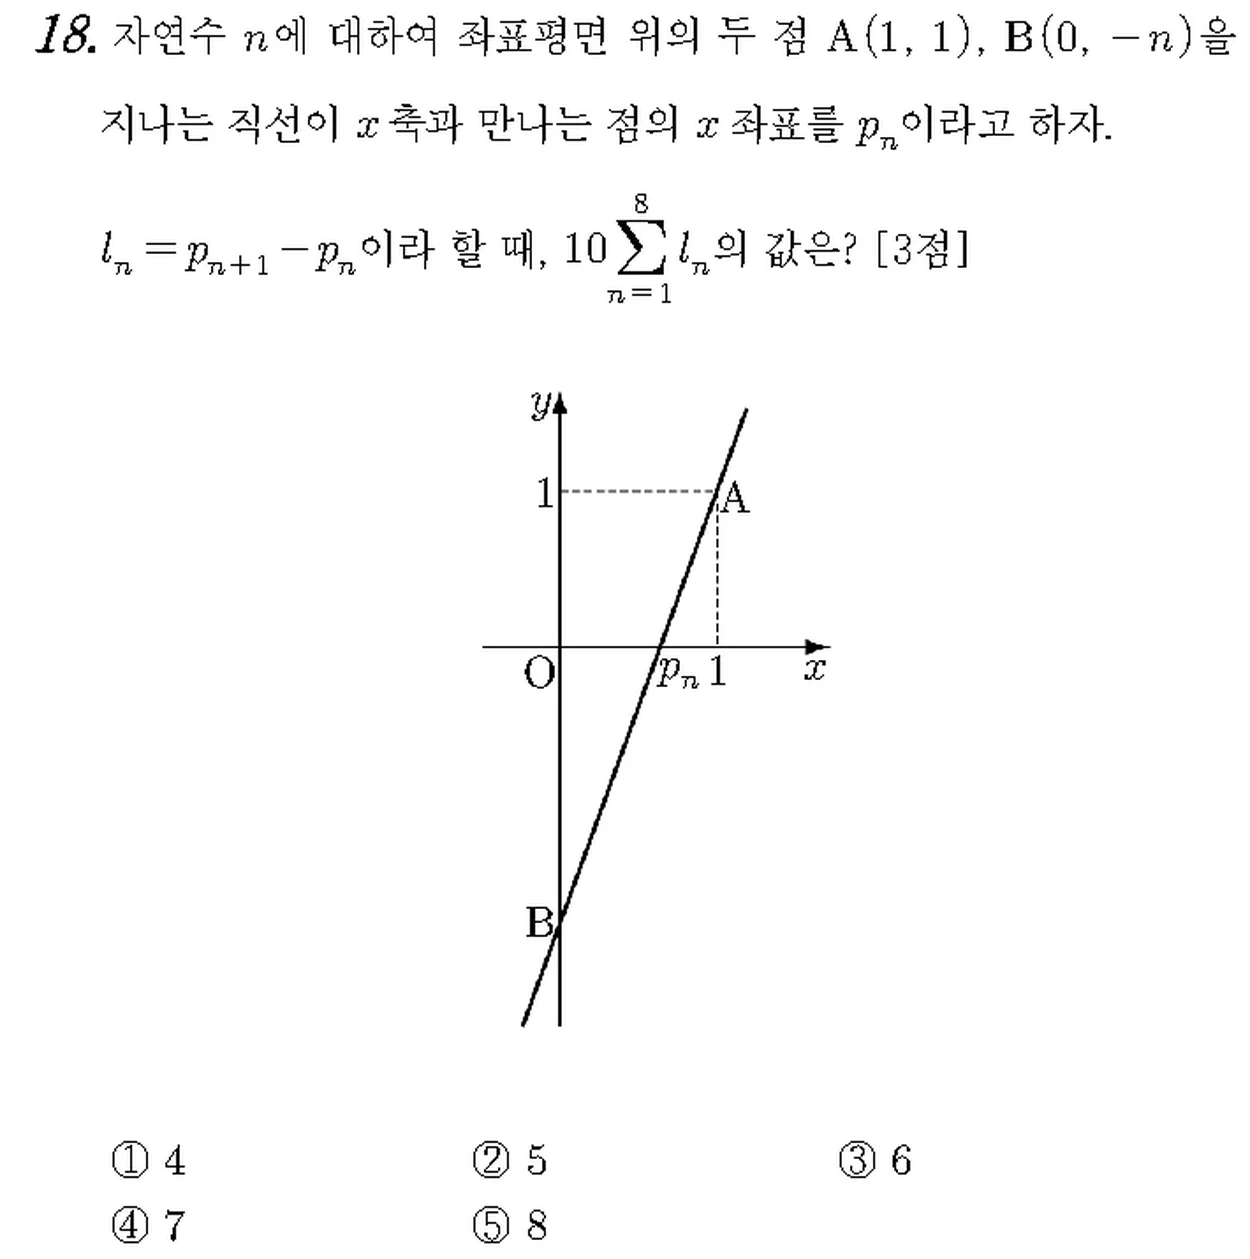 18. 자연수 n에 대하여 좌표평면 위의 두 점 A(1, 1), B(0, -n)을
지나는 직선이 x축과 만나는 점의 x좌표를 pₙ이라고 하자.
lₙ = pₙ₊₁ - pₙ이라 할 때, 10∑ₙ₌₁⁸ lₙ의 값은? [3점]
y
1
A
O
pₙ 1
x
B
① 4 ② 5 ③ 6
④ 7 ⑤ 8